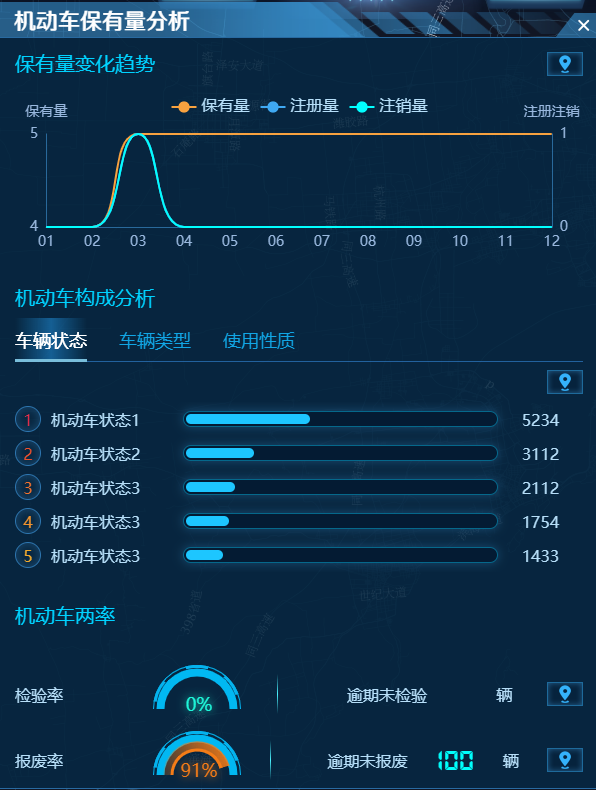 机动车保有量分析
保有量变化趋势
保有量 保有量 注册量 注销量 注册注销
5 1
4 0
01 02 03 04 05 06 07 08 09 10 11 12
机动车构成分析
车辆状态 车辆类型 使用性质
1 机动车状态1 5234
2 机动车状态2 3112
3 机动车状态3 2112
4 机动车状态3 1754
5 机动车状态3 1433
机动车两率
检验率 0% 逾期未检验 辆
报废率 91% 逾期未报废 100 辆